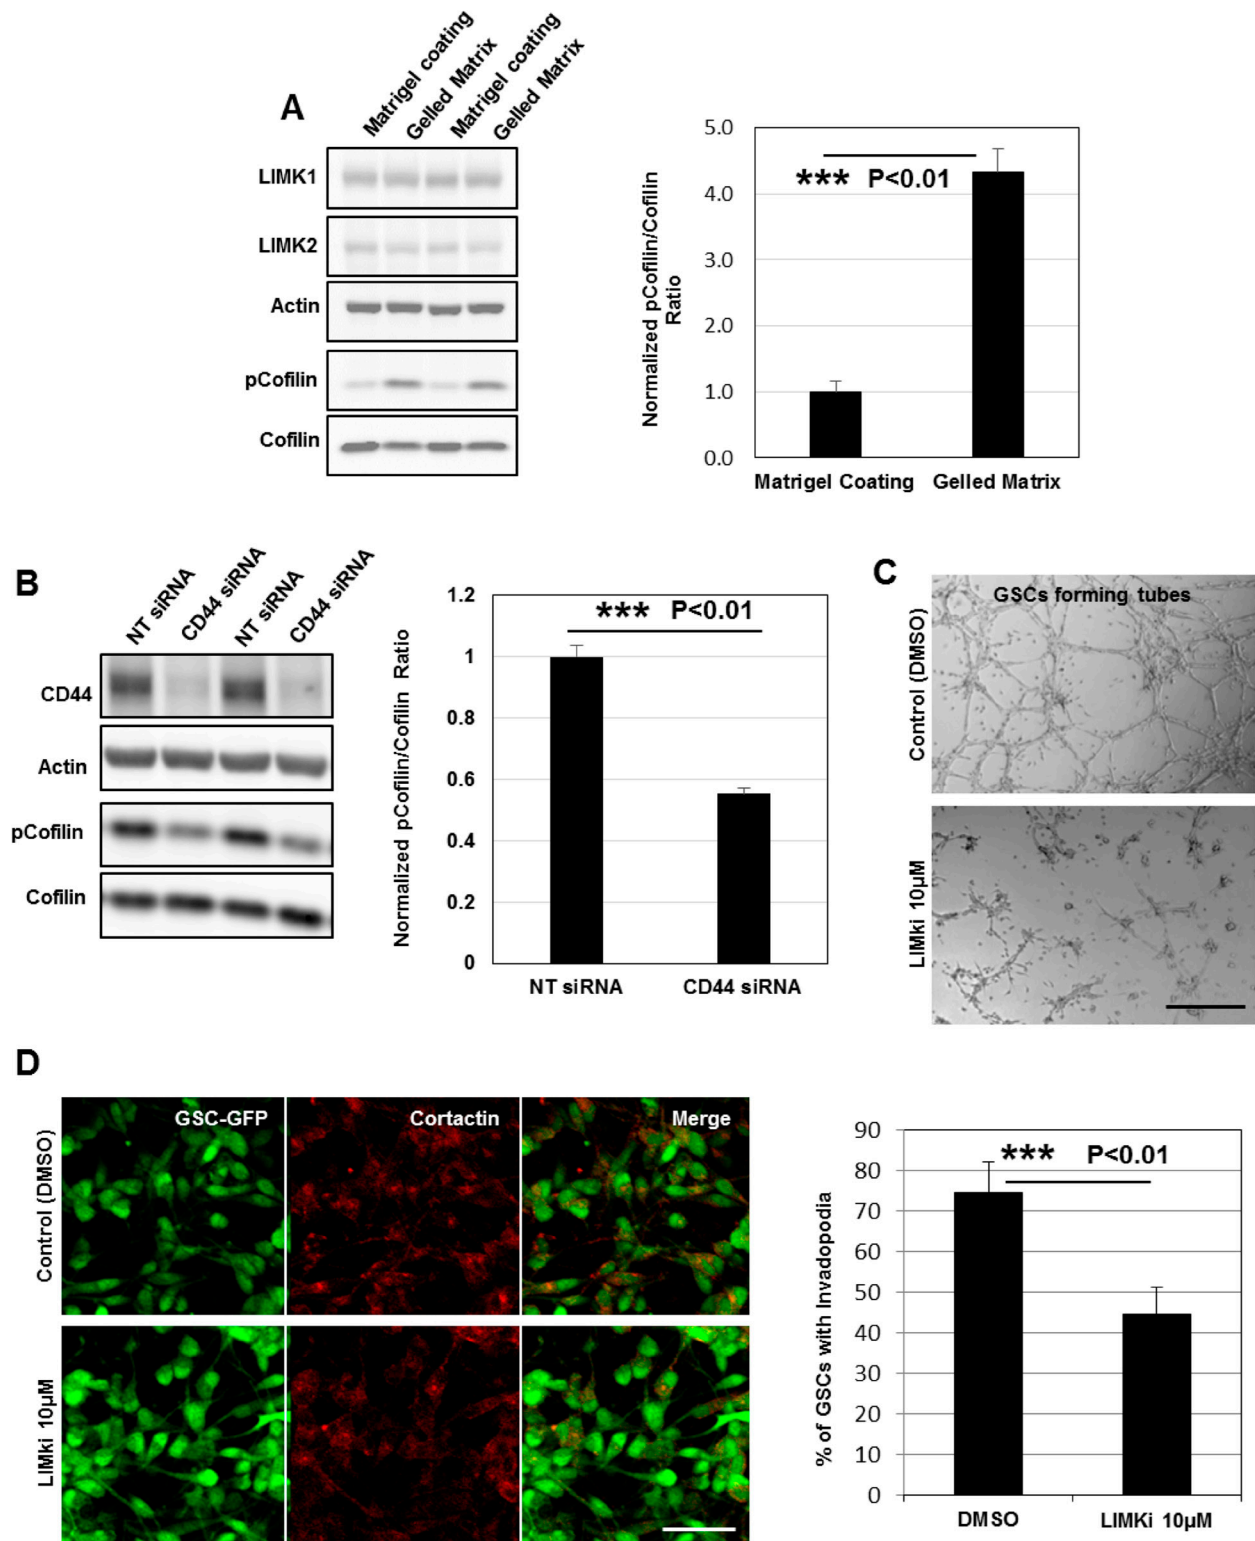 A
Matrigel coating
Gelled Matrix
Matrigel coating
Gelled Matrix
LIMK1
LIMK2
Actin
pCofilin
Cofilin
Normalized pCofilin/Cofilin
Ratio
5.0
4.0
3.0
2.0
1.0
0.0
*** P<0.01
Matrigel Coating
Gelled Matrix
B
NT siRNA
CD44 siRNA
NT siRNA
CD44 siRNA
CD44
Actin
pCofilin
Cofilin
Normalized pCofilin/Cofilin Ratio
1.2
1
0.8
0.6
0.4
0.2
0
*** P<0.01
NT siRNA
CD44 siRNA
C
GSCs forming tubes
Control (DMSO)
LIMki 10µM
D
GSC-GFP
Cortactin
Merge
Control (DMSO)
LIMki 10µM
% of GSCs with Invadopodia
90
80
70
60
50
40
30
20
10
0
*** P<0.01
DMSO
LIMKi 10µM